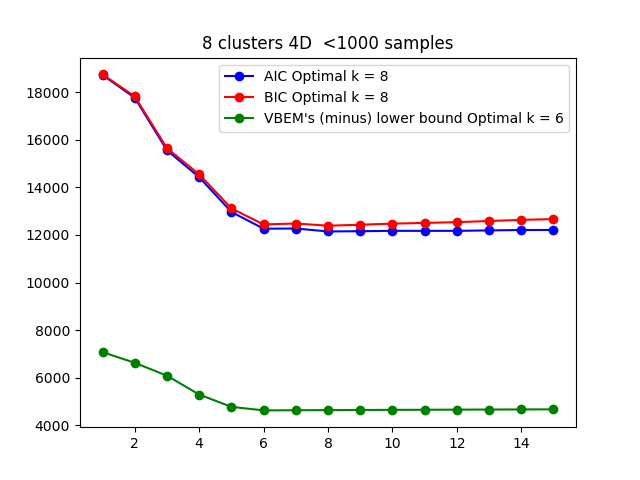 8 clusters 4D  <1000 samples
AIC Optimal k = 8
BIC Optimal k = 8
VBEM's (minus) lower bound Optimal k = 6
18000
16000
14000
12000
10000
8000
6000
4000
2 4 6 8 10 12 14